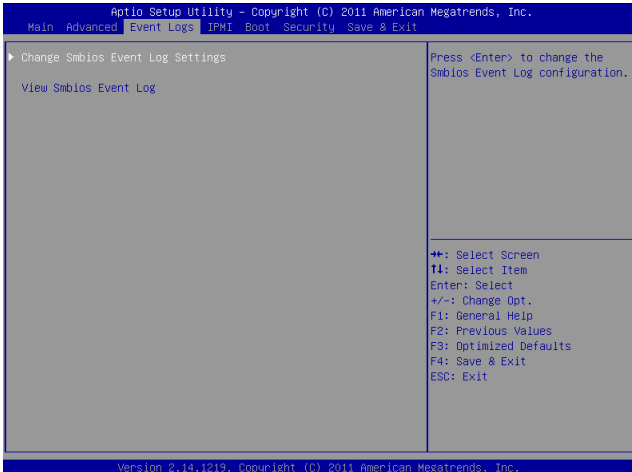 Aptio Setup Utility – Copyright (C) 2011 American Megatrends, Inc.
Main Advanced Event Logs IPMI Boot Security Save & Exit
▶ Change Smbios Event Log Settings
View Smbios Event Log
Press <Enter> to change the
Smbios Event Log configuration.
→←: Select Screen
↑↓: Select Item
Enter: Select
+/-: Change Opt.
F1: General Help
F2: Previous Values
F3: Optimized Defaults
F4: Save & Exit
ESC: Exit
Version 2.14.1219. Copyright (C) 2011 American Megatrends, Inc.